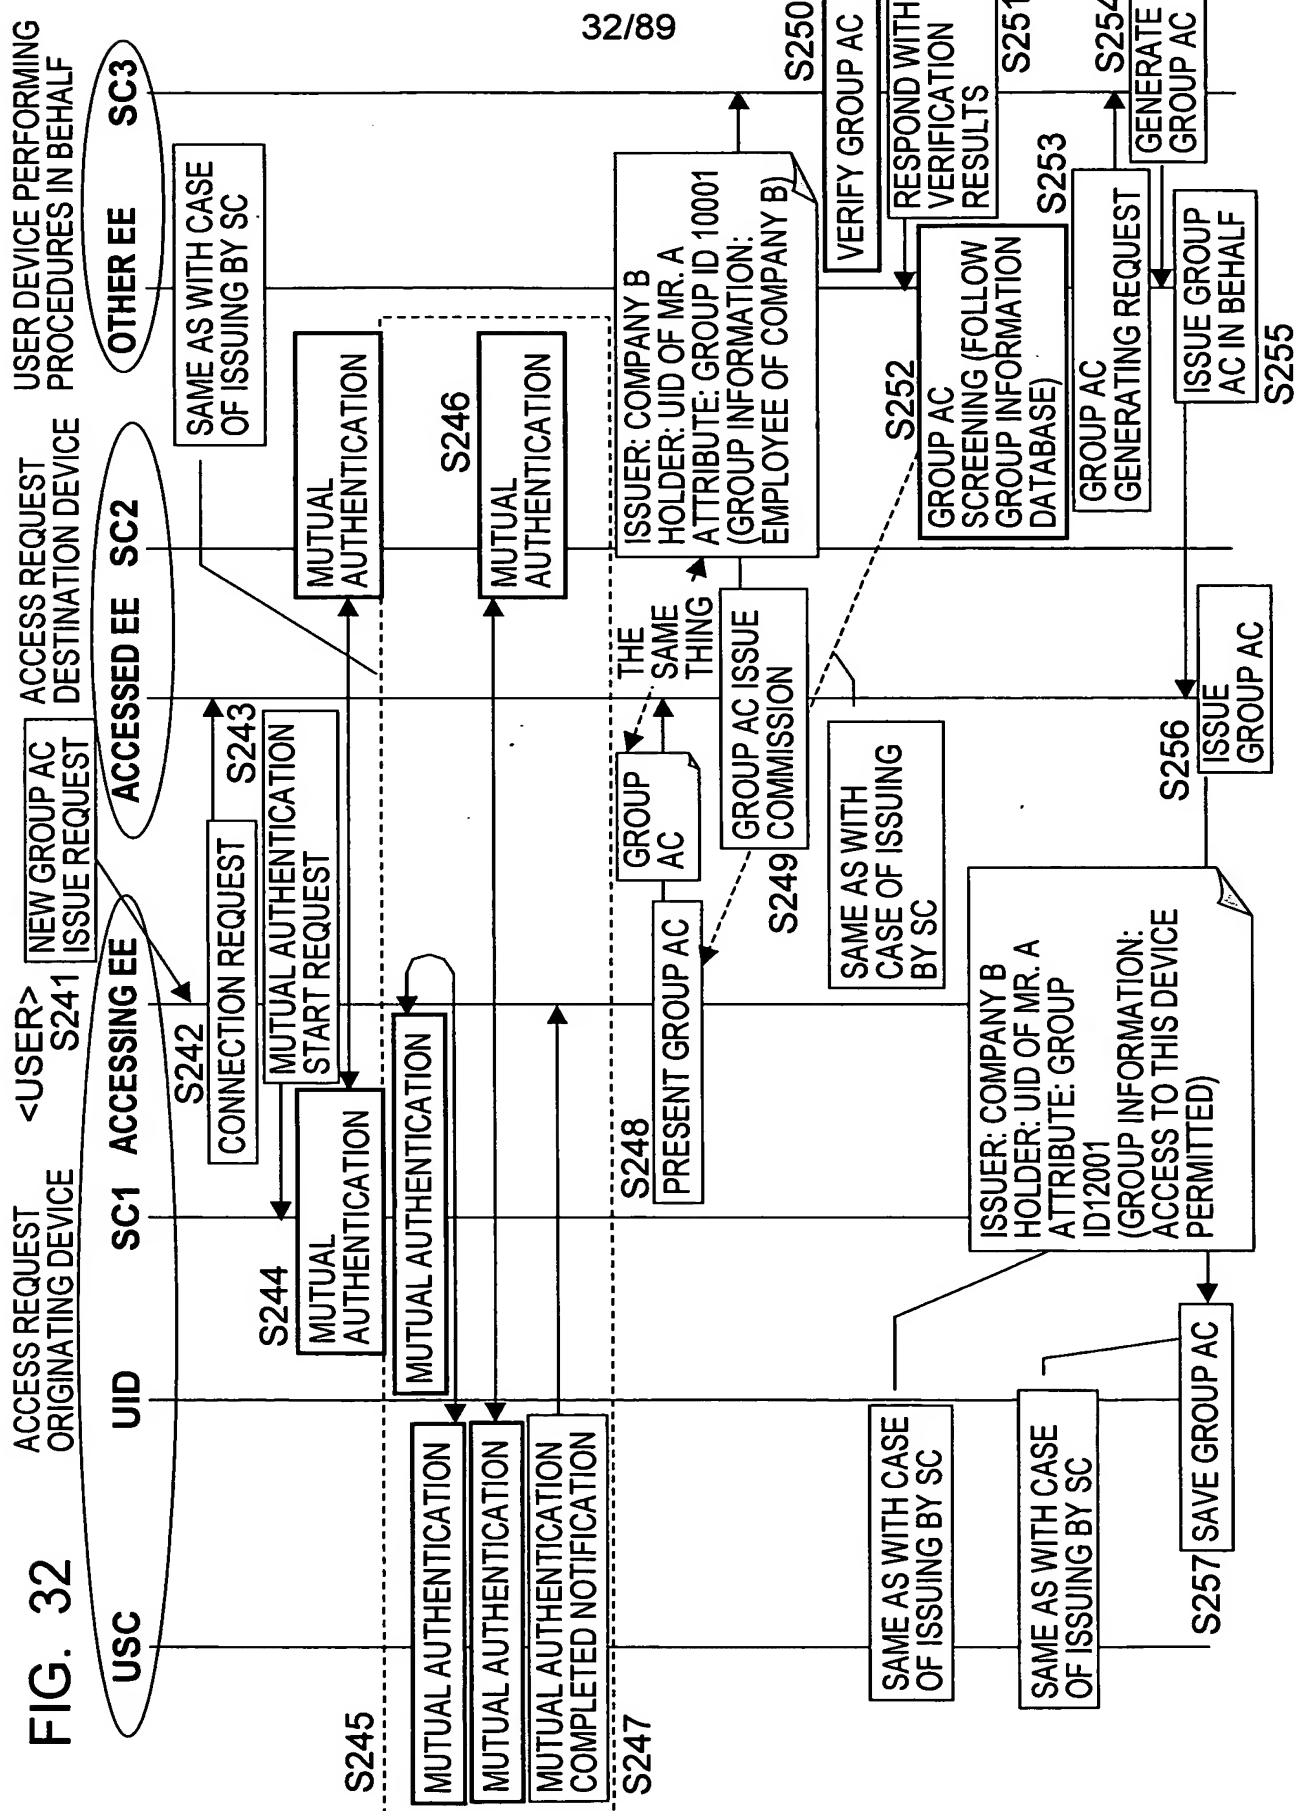 32/89
FIG. 32
<USER>
ACCESS REQUEST
ORIGINATING DEVICE
ACCESS REQUEST
DESTINATION DEVICE
USER DEVICE PERFORMING
PROCEDURES IN BEHALF
USC
UID
SC1
ACCESSING EE
ACCESSED EE
SC2
OTHER EE
SC3
S241
NEW GROUP AC
ISSUE REQUEST
SAME AS WITH CASE
OF ISSUING BY SC
S242
CONNECTION REQUEST
S243
MUTUAL AUTHENTICATION
START REQUEST
S244
MUTUAL
AUTHENTICATION
MUTUAL
AUTHENTICATION
S245
MUTUAL AUTHENTICATION
MUTUAL AUTHENTICATION
S246
MUTUAL AUTHENTICATION
MUTUAL
AUTHENTICATION
MUTUAL AUTHENTICATION
COMPLETED NOTIFICATION
S247
S248
PRESENT GROUP AC
GROUP
AC
THE
SAME
THING
ISSUER: COMPANY B
HOLDER: UID OF MR. A
ATTRIBUTE: GROUP ID 10001
(GROUP INFORMATION:
EMPLOYEE OF COMPANY B)
GROUP AC ISSUE
COMMISSION
S249
S250
VERIFY GROUP AC
RESPOND WITH
VERIFICATION
RESULTS
S251
SAME AS WITH
CASE OF ISSUING
BY SC
S252
GROUP AC
SCREENING (FOLLOW
GROUP INFORMATION
DATABASE)
S253
GROUP AC
GENERATING REQUEST
S254
GENERATE
GROUP AC
ISSUE GROUP
AC IN BEHALF
S255
S256
ISSUE
GROUP AC
ISSUER: COMPANY B
HOLDER: UID OF MR. A
ATTRIBUTE: GROUP
ID12001
(GROUP INFORMATION:
ACCESS TO THIS DEVICE
PERMITTED)
SAME AS WITH CASE
OF ISSUING BY SC
SAME AS WITH CASE
OF ISSUING BY SC
S257
SAVE GROUP AC